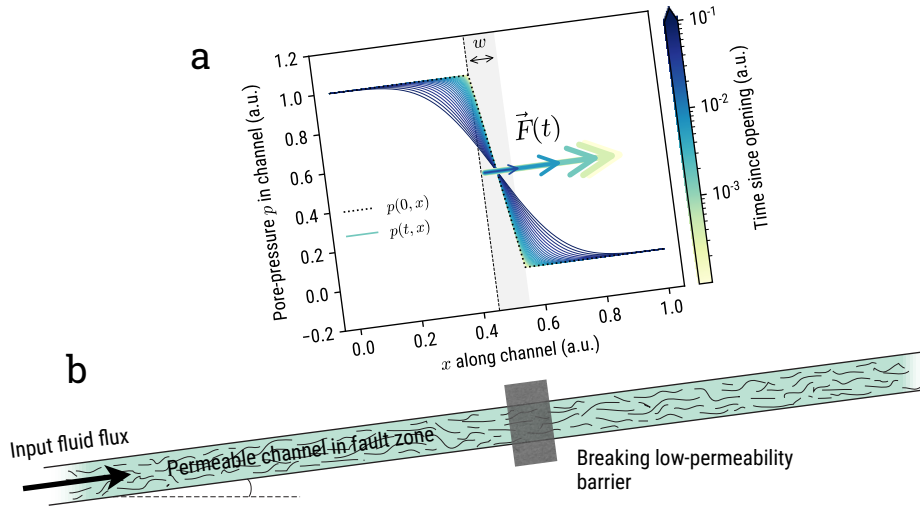 a
Pore-pressure p in channel (a.u.)
1.2
1.0
0.8
0.6
0.4
0.2
0.0
−0.2
w
F⃗(t)
p(0, x)
p(t, x)
0.0 0.2 0.4 0.6 0.8 1.0
x along channel (a.u.)
10⁻¹
10⁻²
10⁻³
Time since opening (a.u.)
b
Input fluid flux
Permeable channel in fault zone
Breaking low-permeability
barrier